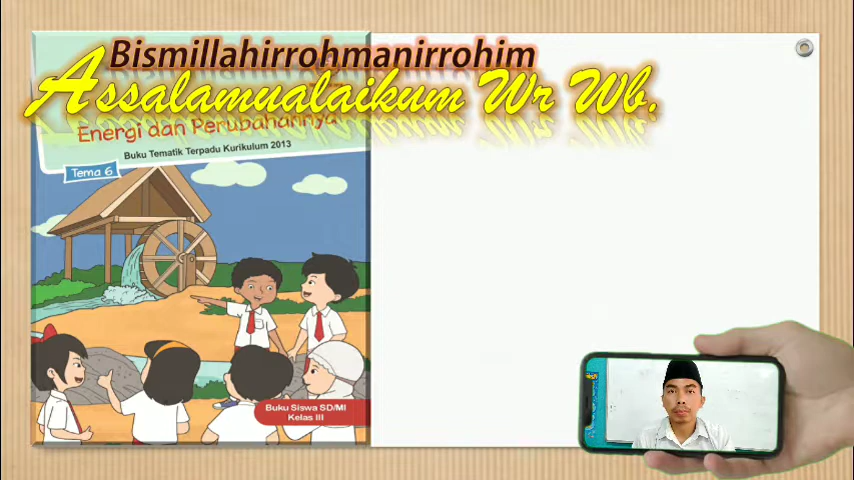 Bismillahirrohmanirrohim
Assalamualaikum Wr Wb.
Energi dan Perubahannya
Buku Tematik Terpadu Kurikulum 2013
Tema 6
Buku Siswa SD/MI
Kelas III